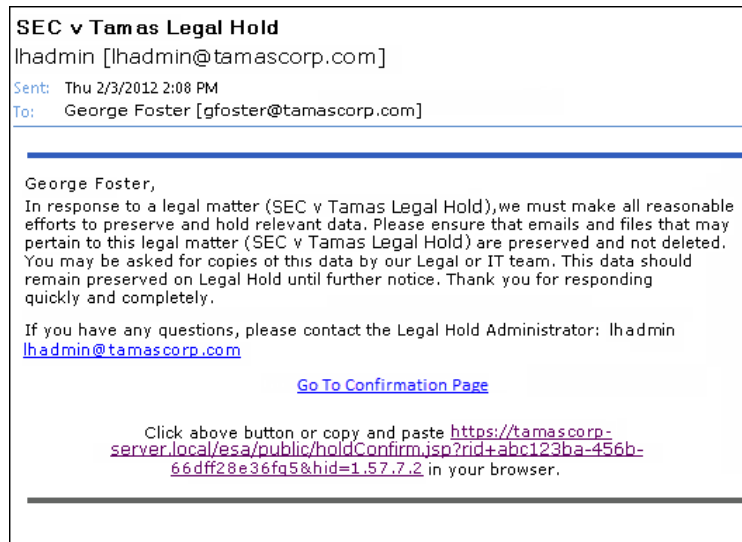 SEC v Tamas Legal Hold
lhadmin [lhadmin@tamascorp.com]
Sent: Thu 2/3/2012 2:08 PM
To: George Foster [gfoster@tamascorp.com]
George Foster,
In response to a legal matter (SEC v Tamas Legal Hold),we must make all reasonable
efforts to preserve and hold relevant data. Please ensure that emails and files that may
pertain to this legal matter (SEC v Tamas Legal Hold) are preserved and not deleted.
You may be asked for copies of this data by our Legal or IT team. This data should
remain preserved on Legal Hold until further notice. Thank you for responding
quickly and completely.
If you have any questions, please contact the Legal Hold Administrator: lhadmin
lhadmin@tamascorp.com
Go To Confirmation Page
Click above button or copy and paste https://tamascorp-
server.local/esa/public/holdConfirm.jsp?rid+abc123ba-456b-
66dff28e36fg5&hid=1.57.7.2 in your browser.